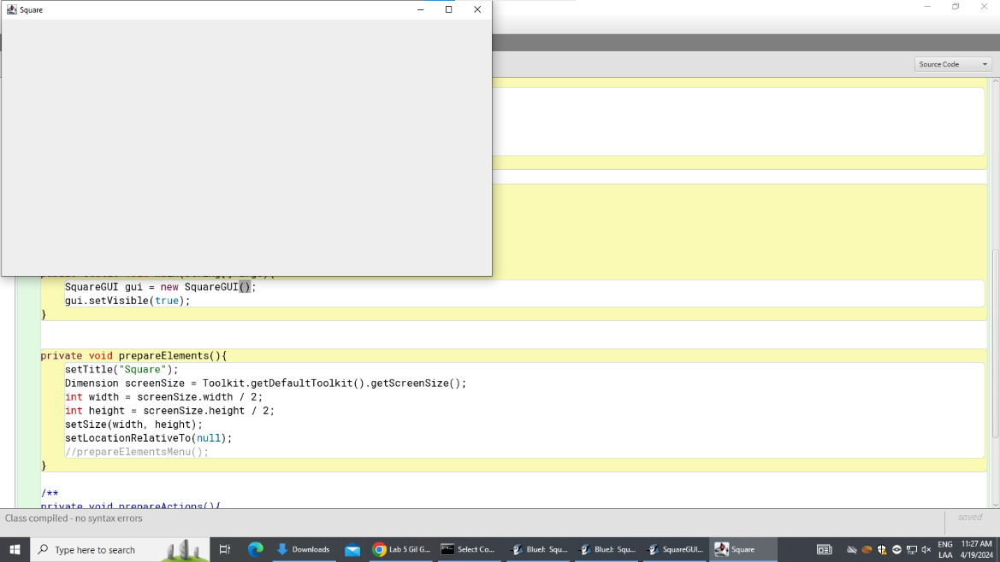 Square
Source Code
SquareGUI gui = new SquareGUI();
gui.setVisible(true);
}
private void prepareElements(){
setTitle("Square");
Dimension screenSize = Toolkit.getDefaultToolkit().getScreenSize();
int width = screenSize.width / 2;
int height = screenSize.height / 2;
setSize(width, height);
setLocationRelativeTo(null);
//prepareElementsMenu();
}
/**
private void prepareActions(){
Class compiled - no syntax errors
saved
Type here to search
Downloads
Lab 5 Gil G...
Select Co...
BlueJ: Squ...
BlueJ: Squ...
SquareGUI...
Square
ENG
LAA
11:27 AM
4/19/2024